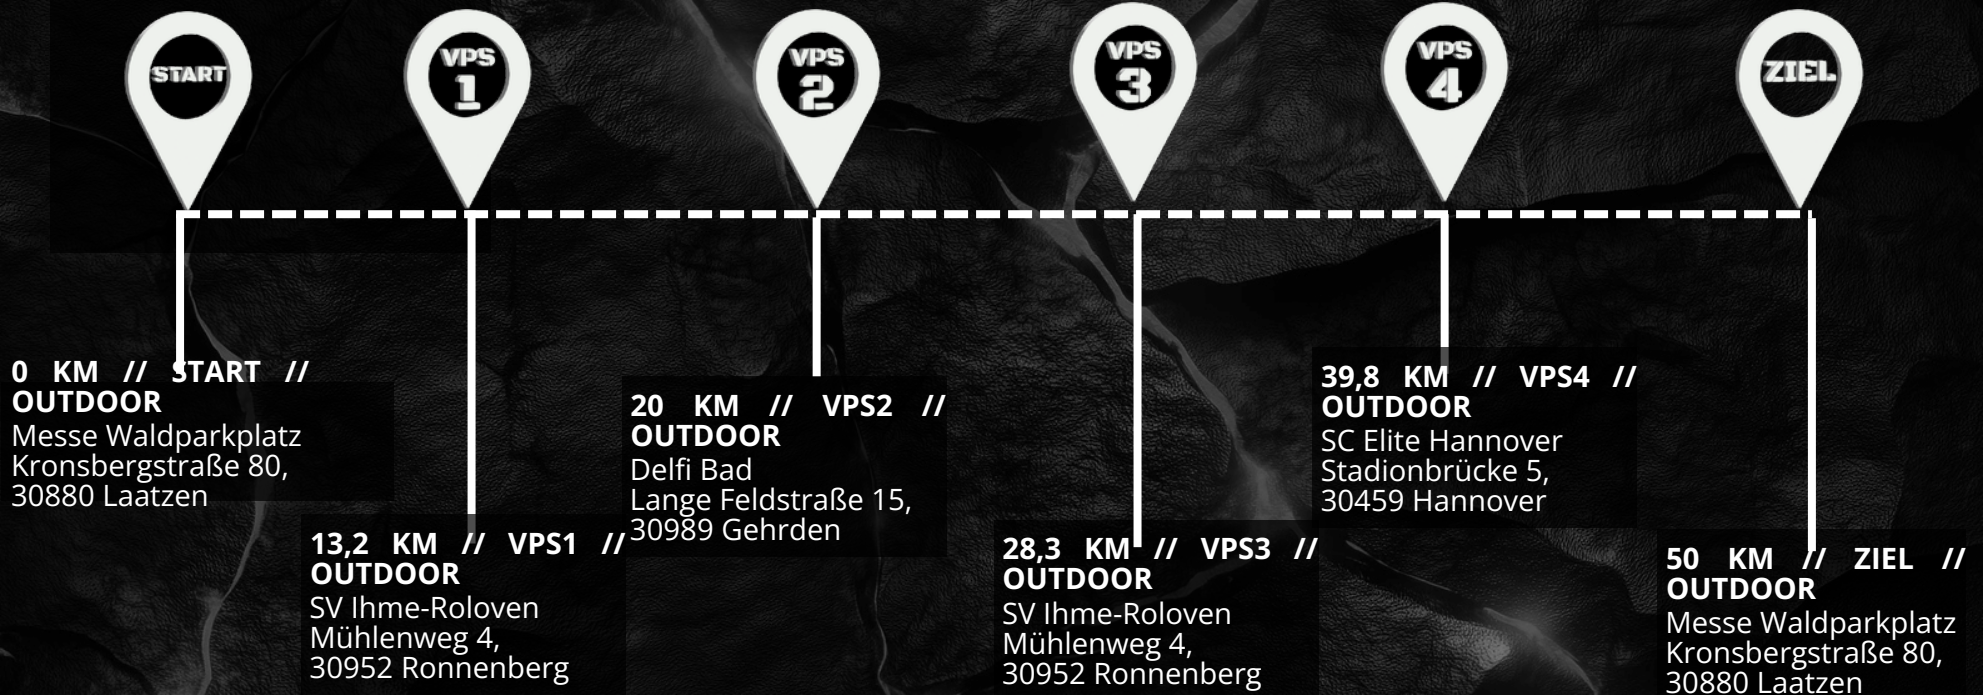 START
VPS
1
VPS
2
VPS
3
VPS
4
ZIEL
0 KM // START //
OUTDOOR
Messe Waldparkplatz
Kronsbergstraße 80,
30880 Laatzen
13,2 KM // VPS1 //
OUTDOOR
SV Ihme-Roloven
Mühlenweg 4,
30952 Ronnenberg
20 KM // VPS2 //
OUTDOOR
Delfi Bad
Lange Feldstraße 15,
30989 Gehrden
28,3 KM // VPS3 //
OUTDOOR
SV Ihme-Roloven
Mühlenweg 4,
30952 Ronnenberg
39,8 KM // VPS4 //
OUTDOOR
SC Elite Hannover
Stadionbrücke 5,
30459 Hannover
50 KM // ZIEL //
OUTDOOR
Messe Waldparkplatz
Kronsbergstraße 80,
30880 Laatzen